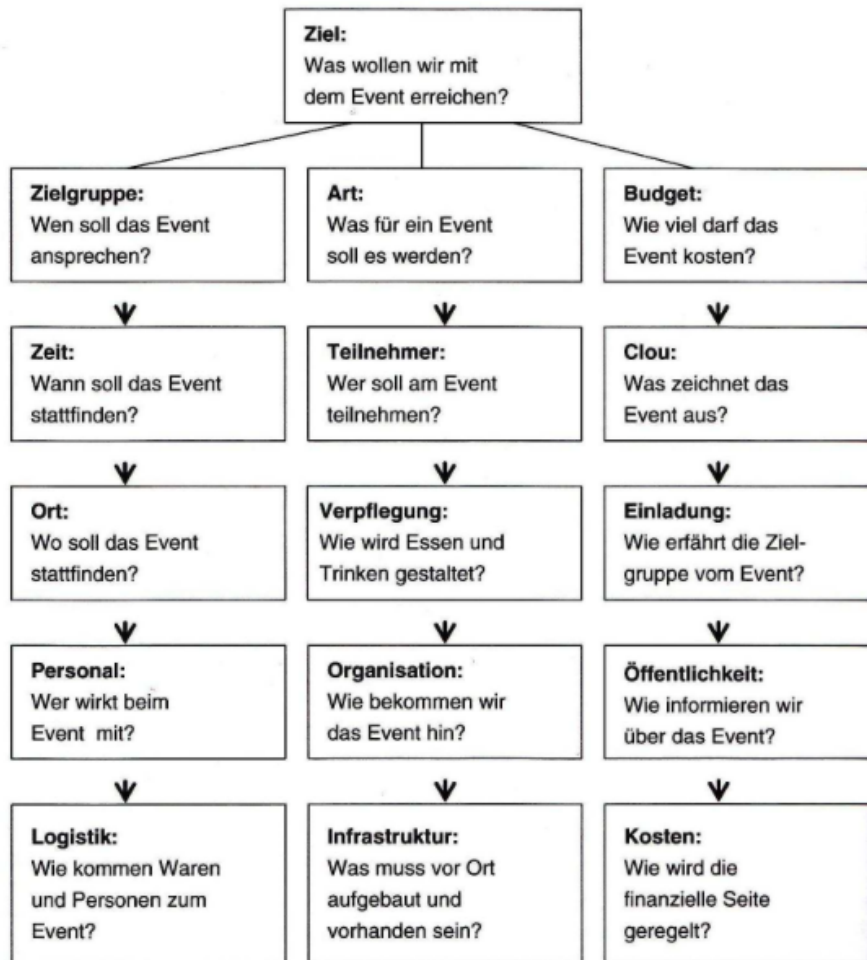 Ziel:
Was wollen wir mit
dem Event erreichen?
Zielgruppe:
Wen soll das Event
ansprechen?
Art:
Was für ein Event
soll es werden?
Budget:
Wie viel darf das
Event kosten?
Zeit:
Wann soll das Event
stattfinden?
Teilnehmer:
Wer soll am Event
teilnehmen?
Clou:
Was zeichnet das
Event aus?
Ort:
Wo soll das Event
stattfinden?
Verpflegung:
Wie wird Essen und
Trinken gestaltet?
Einladung:
Wie erfährt die Ziel-
gruppe vom Event?
Personal:
Wer wirkt beim
Event mit?
Organisation:
Wie bekommen wir
das Event hin?
Öffentlichkeit:
Wie informieren wir
über das Event?
Logistik:
Wie kommen Waren
und Personen zum
Event?
Infrastruktur:
Was muss vor Ort
aufgebaut und
vorhanden sein?
Kosten:
Wie wird die
finanzielle Seite
geregelt?